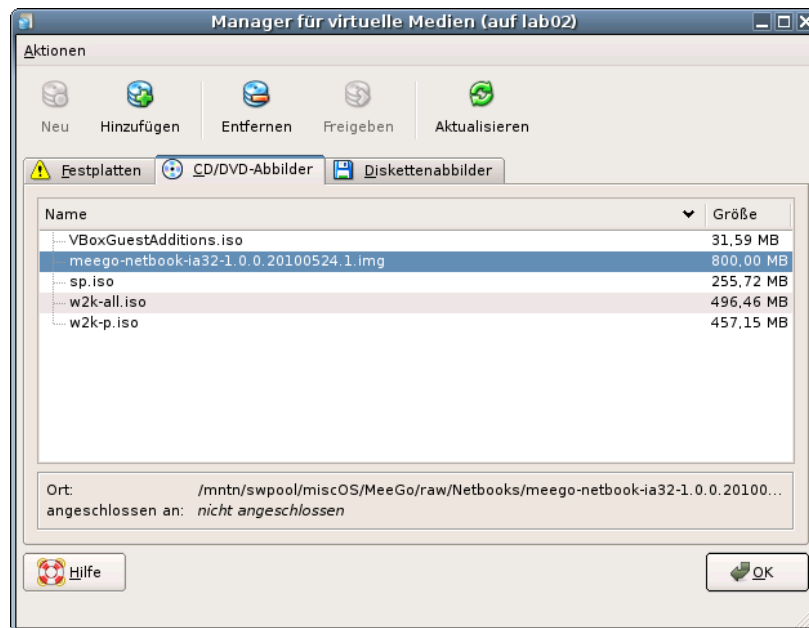 Manager für virtuelle Medien (auf lab02)
Aktionen
Neu Hinzufügen Entfernen Freigeben Aktualisieren
Festplatten CD/DVD-Abbilder Diskettenabbilder
Name Größe
VBoxGuestAdditions.iso 31,59 MB
meego-netbook-ia32-1.0.0.20100524.1.img 800,00 MB
sp.iso 255,72 MB
w2k-all.iso 496,46 MB
w2k-p.iso 457,15 MB
Ort: /mntn/swpool/miscOS/MeeGo/raw/Netbooks/meego-netbook-ia32-1.0.0.20100...
angeschlossen an: nicht angeschlossen
Hilfe OK